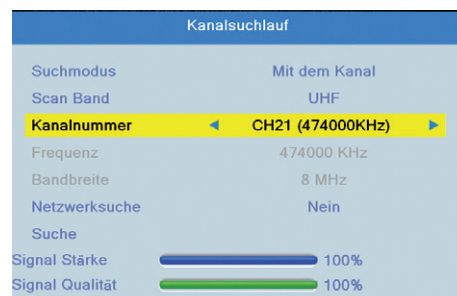 Kanalsuchlauf
Suchmodus Mit dem Kanal
Scan Band UHF
Kanalnummer CH21 (474000KHz)
Frequenz 474000 KHz
Bandbreite 8 MHz
Netzwerksuche Nein
Suche
Signal Stärke 100%
Signal Qualität 100%